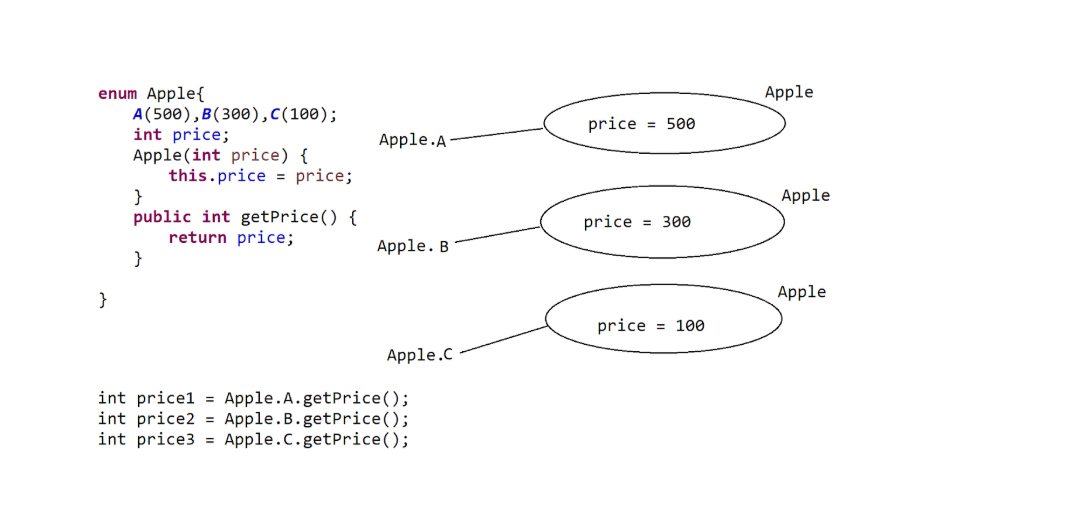 enum Apple{
A(500),B(300),C(100);
int price;
Apple(int price) {
this.price = price;
}
public int getPrice() {
return price;
}
}
Apple
Apple.A
price = 500
Apple
Apple.B
price = 300
Apple
Apple.C
price = 100
int price1 = Apple.A.getPrice();
int price2 = Apple.B.getPrice();
int price3 = Apple.C.getPrice();